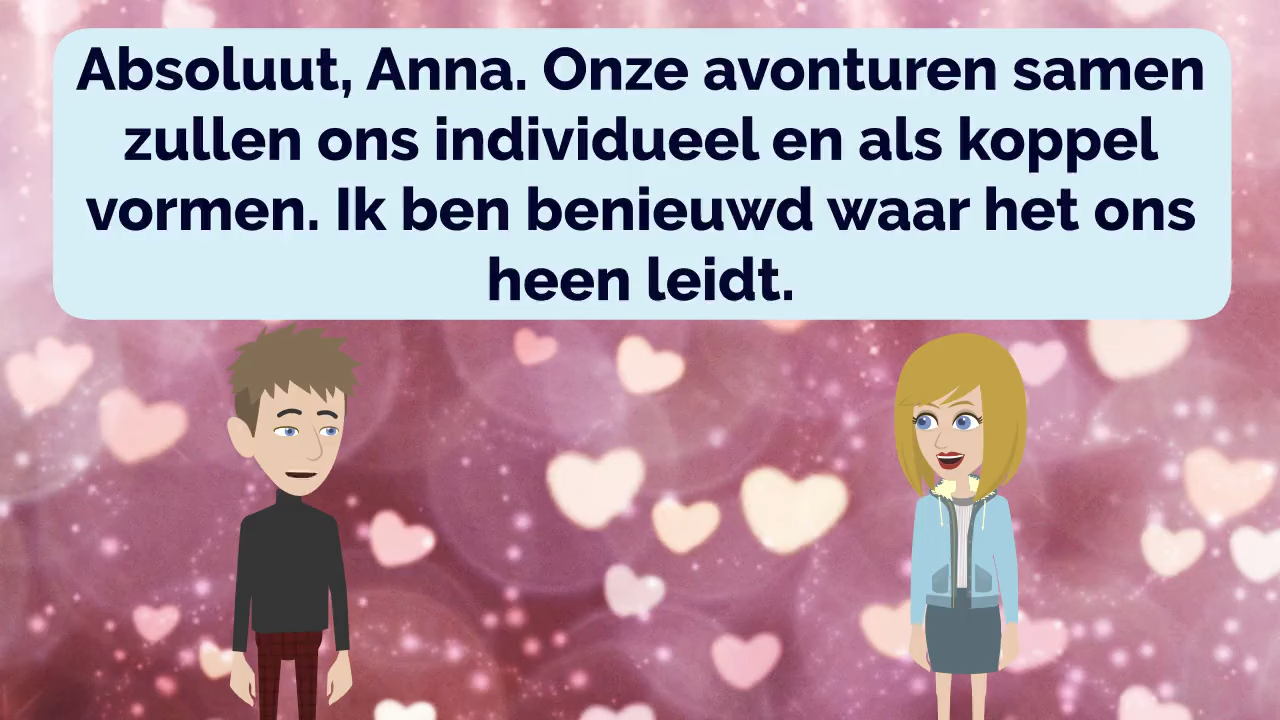 Absoluut, Anna. Onze avonturen samen
zullen ons individueel en als koppel
vormen. Ik ben benieuwd waar het ons
heen leidt.